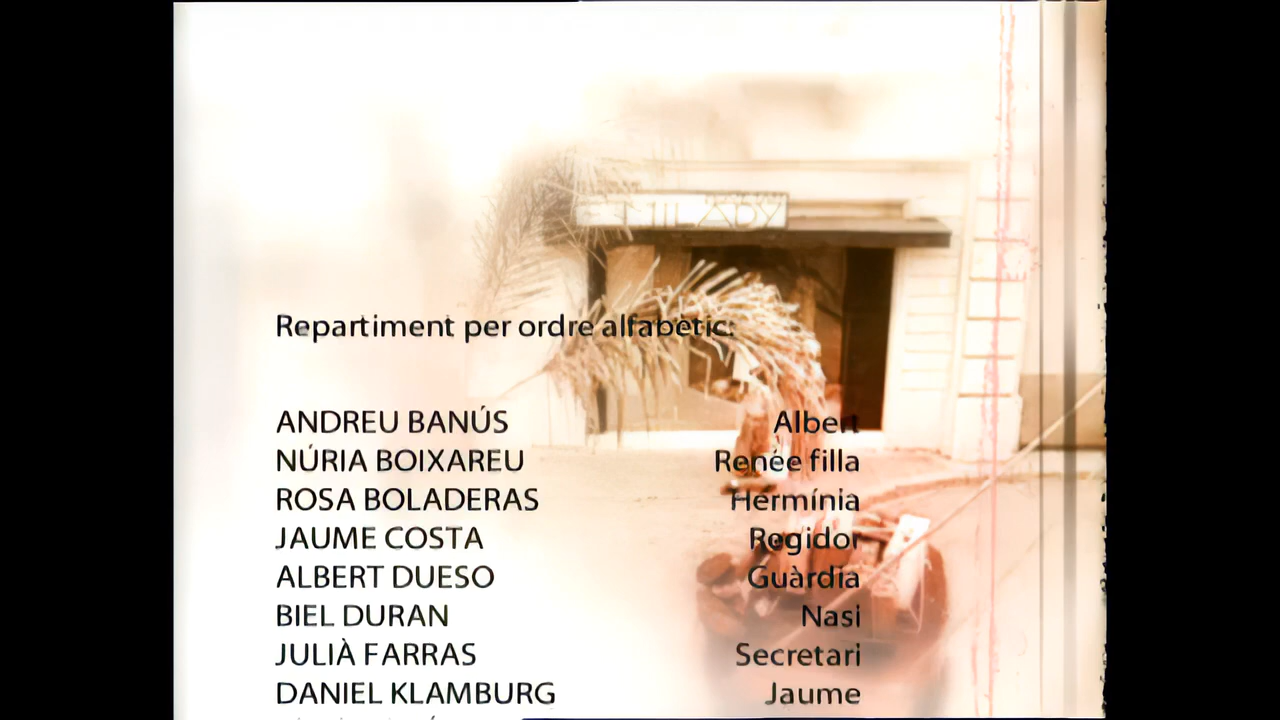 Repartiment per ordre alfabètic:
ANDREU BANÚS Albert
NÚRIA BOIXAREU Renée filla
ROSA BOLADERAS Hermínia
JAUME COSTA Regidor
ALBERT DUESO Guàrdia
BIEL DURAN Nasi
JULIÀ FARRAS Secretari
DANIEL KLAMBURG Jaume